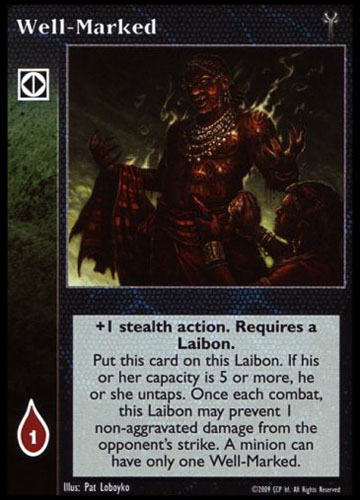 Well-Marked
+1 stealth action. Requires a
Laibon.
Put this card on this Laibon. If his
or her capacity is 5 or more, he
or she untaps. Once each combat,
this Laibon may prevent 1
non-aggravated damage from the
opponent's strike. A minion can
have only one Well-Marked.
1
Illus: Pat Loboyko
©2009 CCP hf. All Rights Reserved